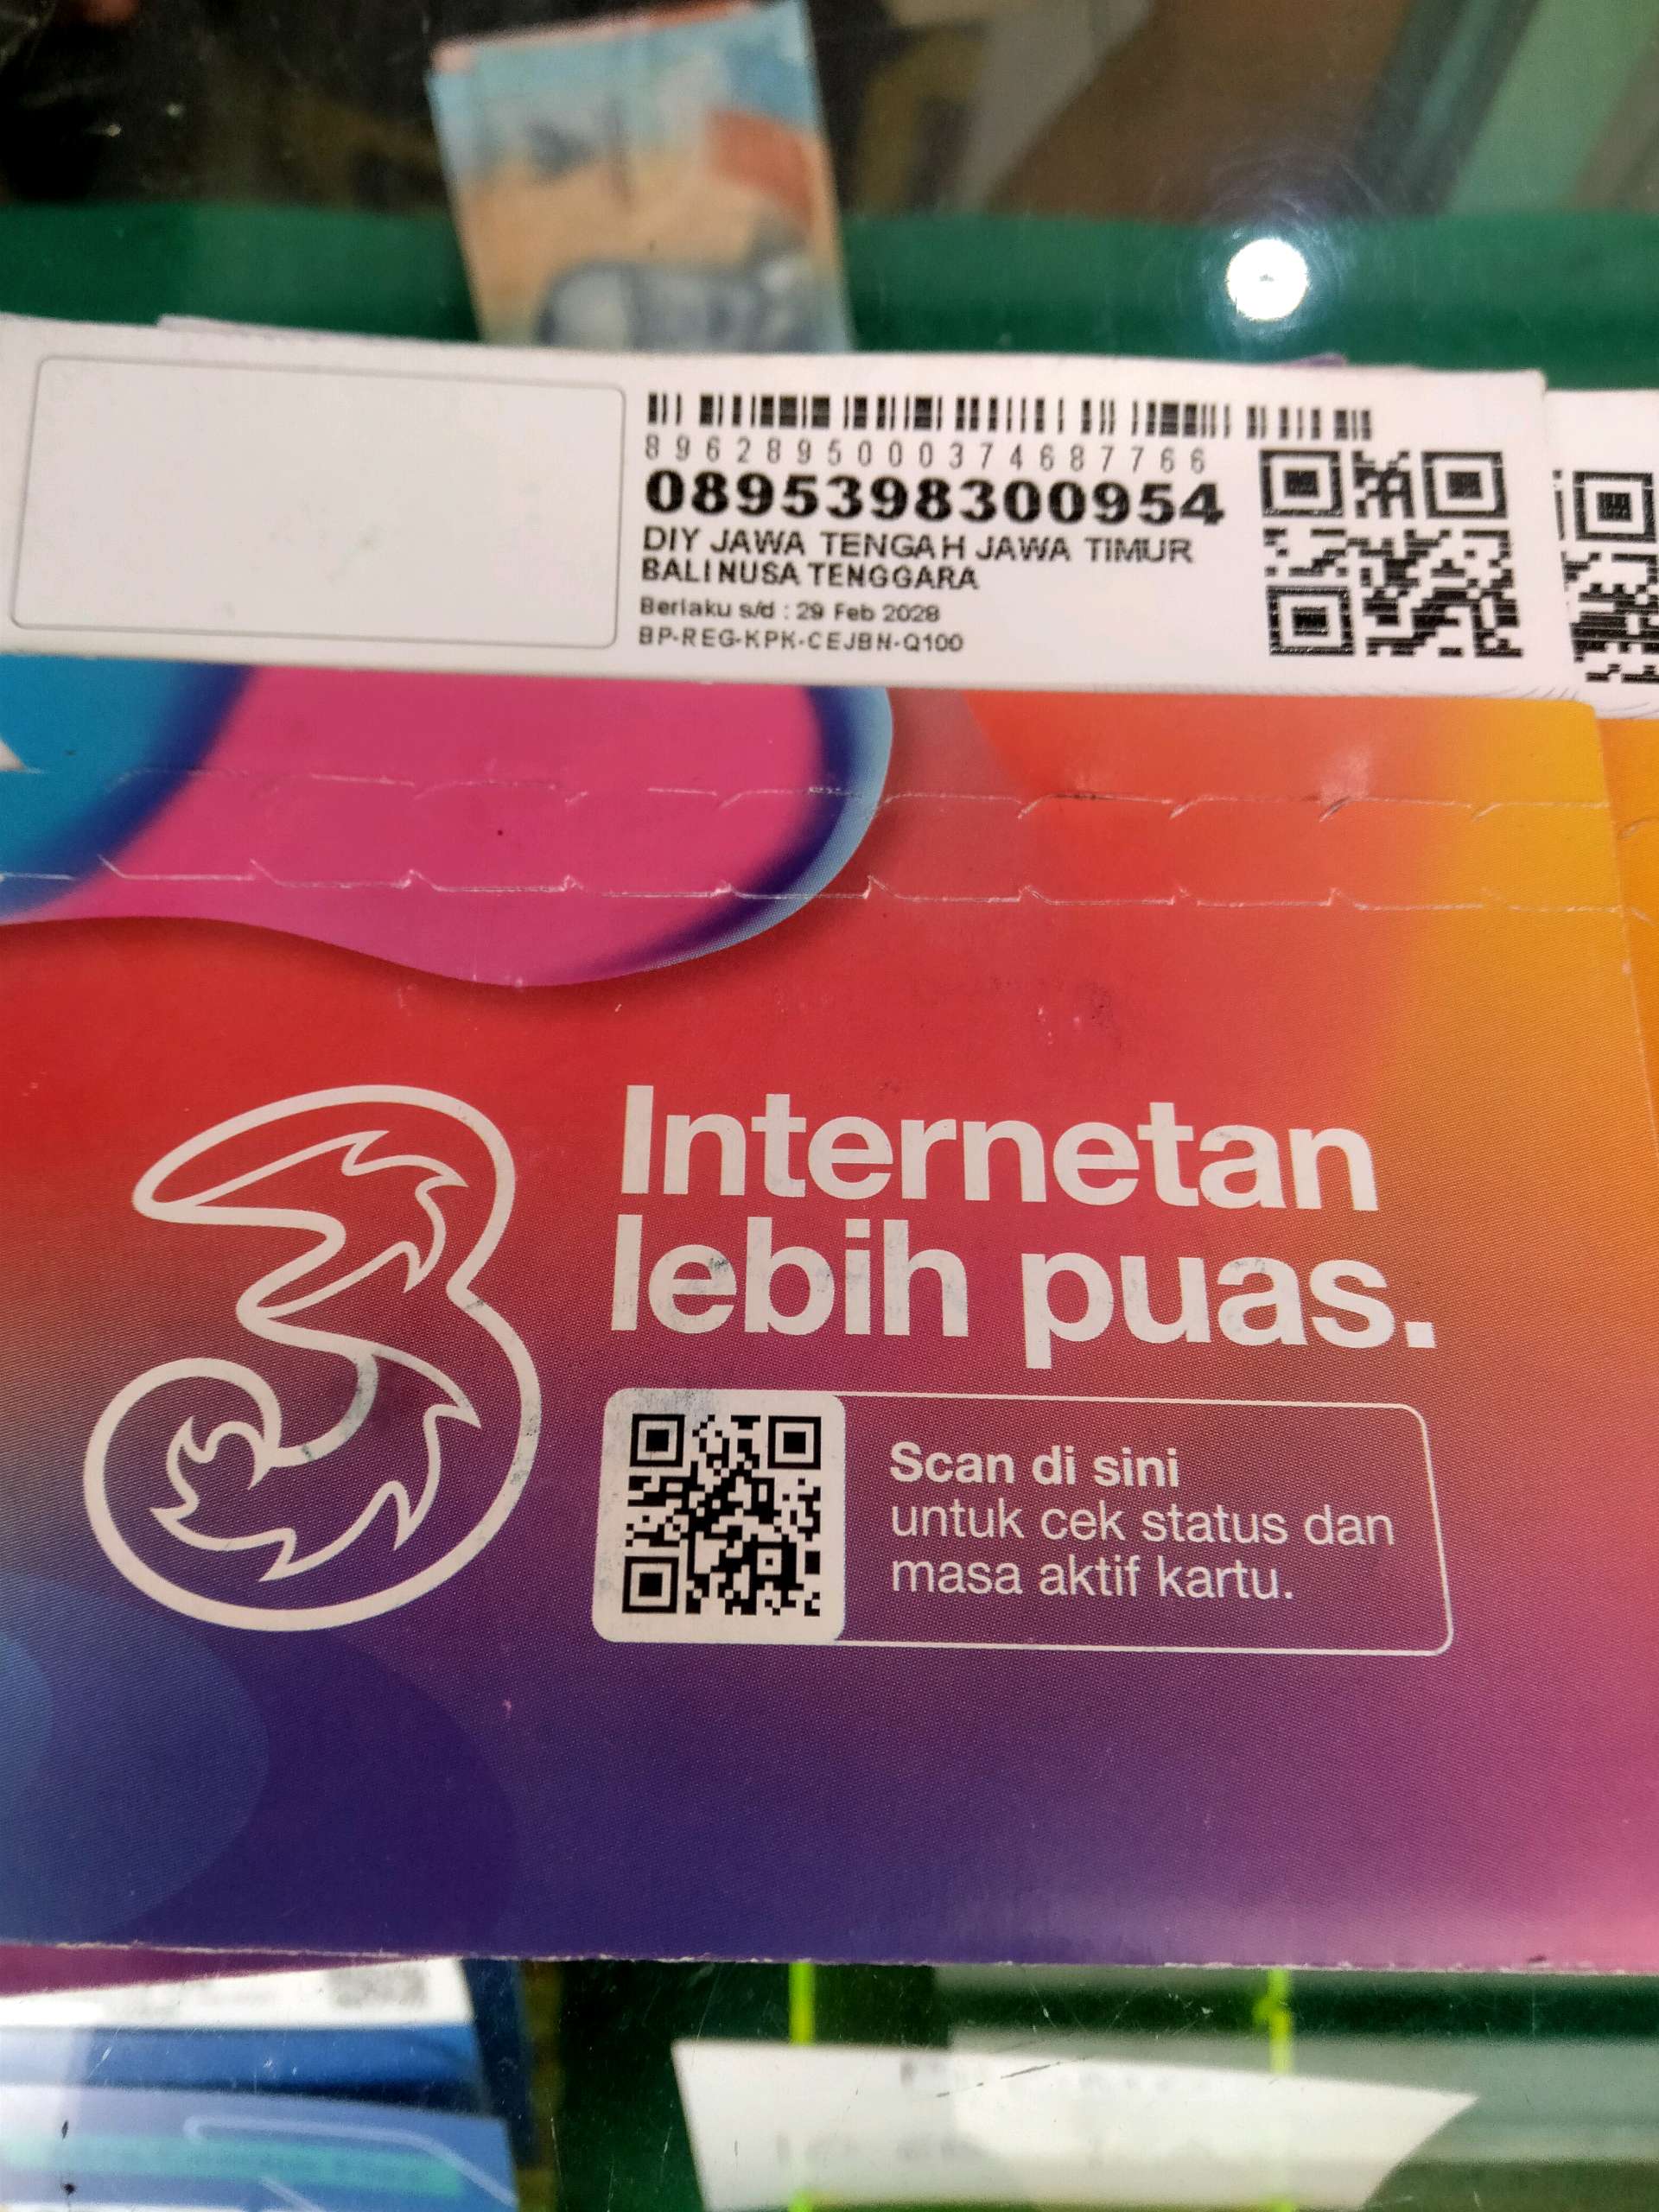 8962895000374687766
0895398300954
DIY JAWA TENGAH JAWA TIMUR
BALI NUSA TENGGARA
Berlaku s/d : 29 Feb 2028
BP-REG-KPK-CEJBN-Q100
3
Internetan
lebih puas.
Scan di sini
untuk cek status dan
masa aktif kartu.